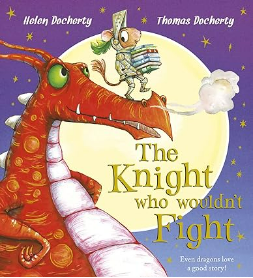 Helen Docherty Thomas Docherty
The Knight
who wouldn't
Fight
Even dragons love
a good story!